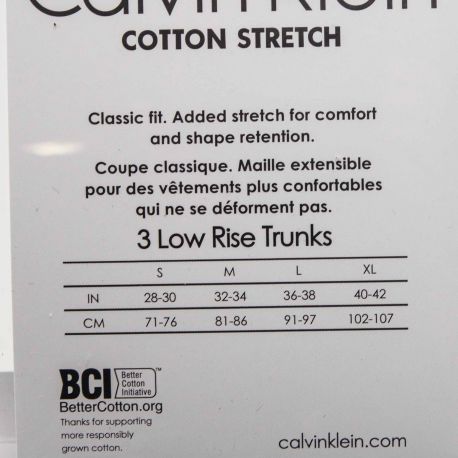 Calvin Klein
COTTON STRETCH
Classic fit. Added stretch for comfort
and shape retention.
Coupe classique. Maille extensible
pour des vêtements plus confortables
qui ne se déforment pas.
3 Low Rise Trunks
S M L XL
IN 28-30 32-34 36-38 40-42
CM 71-76 81-86 91-97 102-107
BCI Better
Cotton
Initiative™
BetterCotton.org
Thanks for supporting
more responsibly
grown cotton.
calvinklein.com